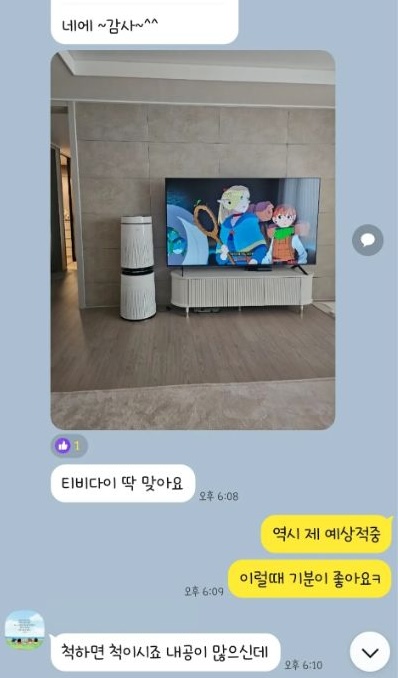 네에 ~감사~^^
1
티비다이 딱 맞아요
오후 6:08
역시 제 예상적중
이럴때 기분이 좋아요ㅋ
오후 6:09
척하면 척이시죠 내공이 많으신데
오후 6:10